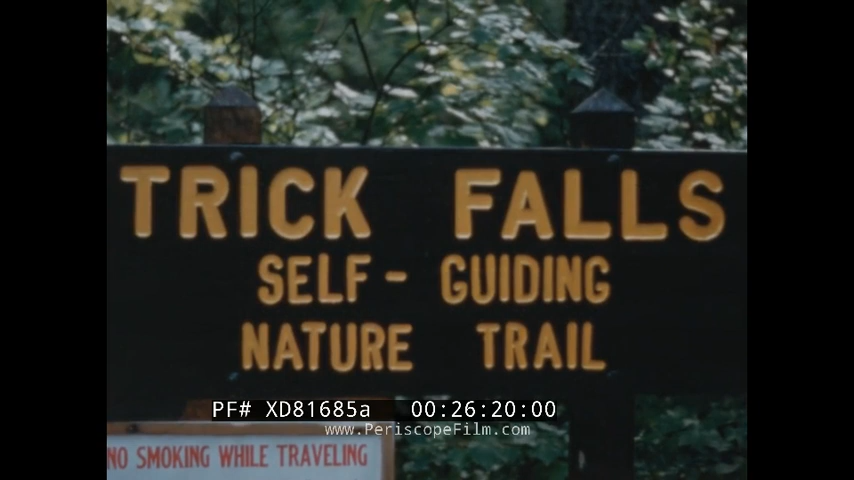 TRICK FALLS
SELF - GUIDING
NATURE TRAIL
PF# XD81685a 00:26:20:00
www.PeriscopeFilm.com
NO SMOKING WHILE TRAVELING